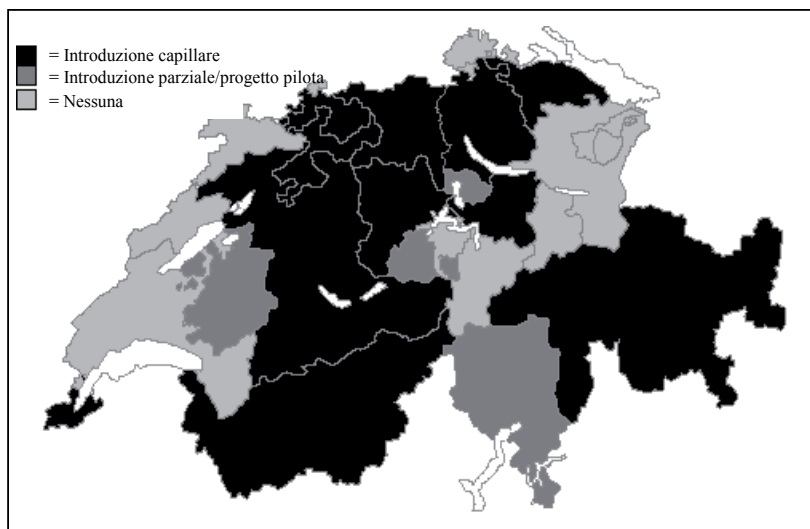 = Introduzione capillare
= Introduzione parziale/progetto pilota
= Nessuna